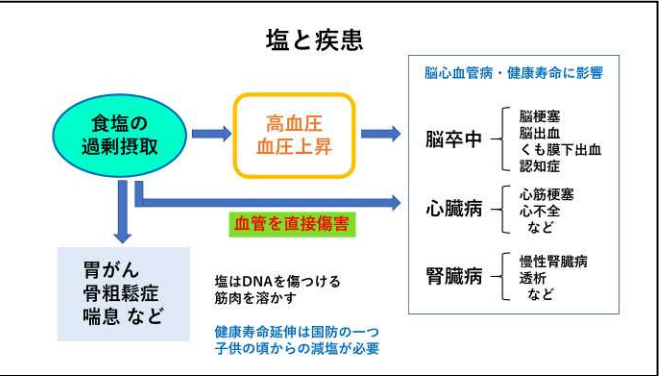 塩と疾患
食塩の
過剰摂取
高血圧
血圧上昇
脳心血管病・健康寿命に影響
脳卒中
脳梗塞
脳出血
くも膜下出血
認知症
心臓病
心筋梗塞
心不全
など
腎臓病
慢性腎臓病
透析
など
血管を直接傷害
胃がん
骨粗鬆症
喘息 など
塩はDNAを傷つける
筋肉を溶かす
健康寿命延伸は国防の一つ
子供の頃からの減塩が必要